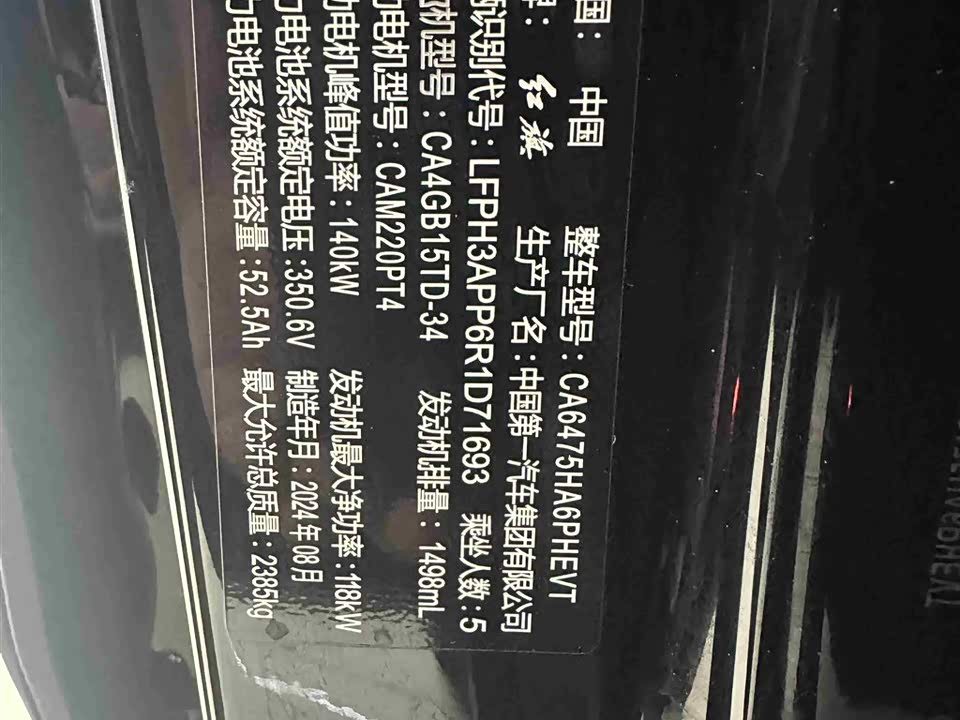 国：中国 整车型号：CA6475HA6PHEVT
牌：红旗 生产厂名：中国第一汽车集团有限公司
识别代号：LFPH3APP6R1D71693 乘坐人数：5
机型号：CA4GB15TD-34 发动机排量：1498mL
电机型号：CAM220PT4
电机峰值功率：140kW 发动机最大净功率：118kW
电池系统额定电压：350.6V 制造年月：2024年08月
电池系统额定容量：52.5Ah 最大允许总质量：2385kg